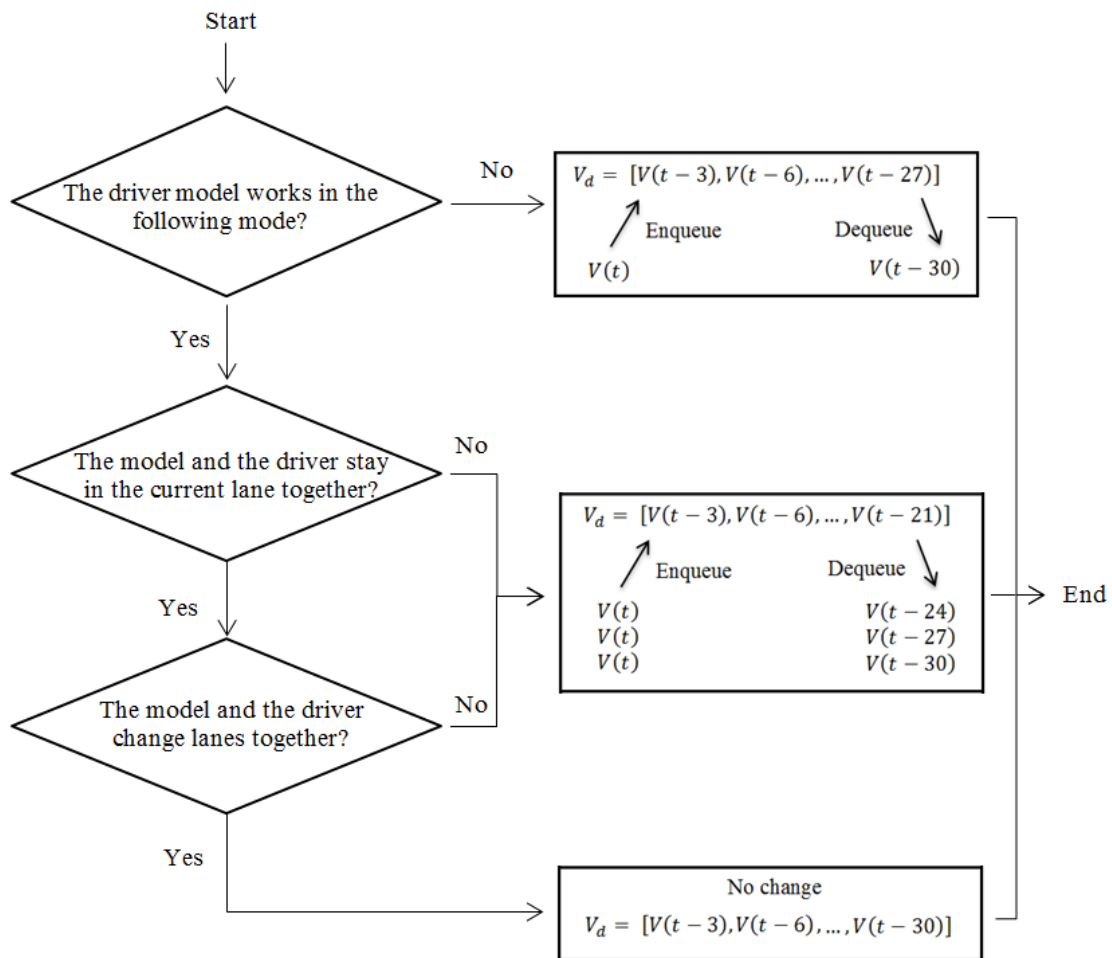 Start
The driver model works in the
following mode?
No
V_d = [V(t − 3), V(t − 6), … , V(t − 27)]
Enqueue
Dequeue
V(t)
V(t − 30)
Yes
The model and the driver stay
in the current lane together?
No
V_d = [V(t − 3), V(t − 6), … , V(t − 21)]
Enqueue
Dequeue
V(t)
V(t)
V(t)
V(t − 24)
V(t − 27)
V(t − 30)
End
Yes
The model and the driver
change lanes together?
No
Yes
No change
V_d = [V(t − 3), V(t − 6), … , V(t − 30)]